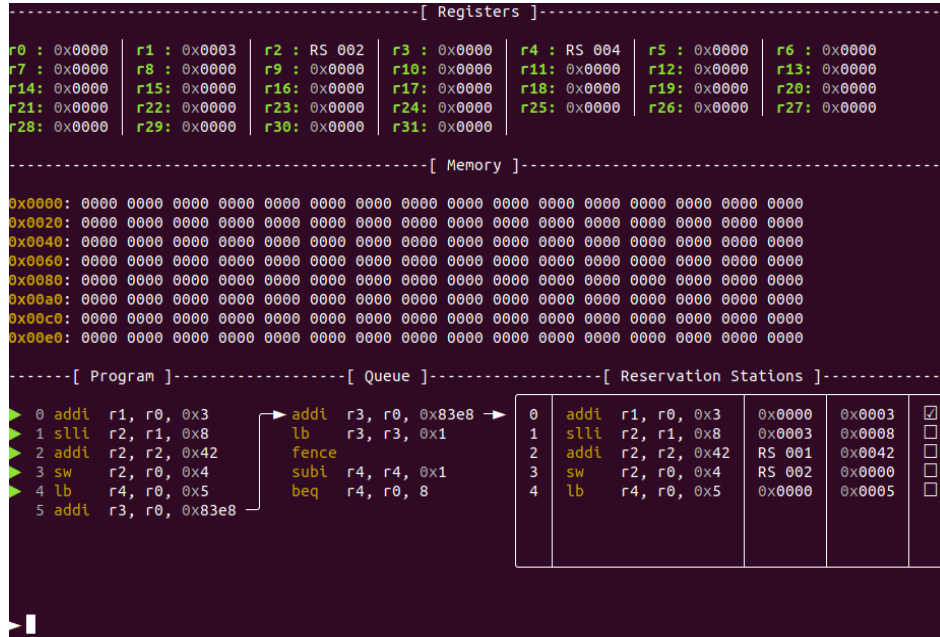 [ Registers ]
r0 : 0x0000 r1 : 0x0003 r2 : RS 002 r3 : 0x0000 r4 : RS 004 r5 : 0x0000 r6 : 0x0000
r7 : 0x0000 r8 : 0x0000 r9 : 0x0000 r10: 0x0000 r11: 0x0000 r12: 0x0000 r13: 0x0000
r14: 0x0000 r15: 0x0000 r16: 0x0000 r17: 0x0000 r18: 0x0000 r19: 0x0000 r20: 0x0000
r21: 0x0000 r22: 0x0000 r23: 0x0000 r24: 0x0000 r25: 0x0000 r26: 0x0000 r27: 0x0000
r28: 0x0000 r29: 0x0000 r30: 0x0000 r31: 0x0000
[ Memory ]
0x0000: 0000 0000 0000 0000 0000 0000 0000 0000 0000 0000 0000 0000 0000 0000 0000 0000
0x0020: 0000 0000 0000 0000 0000 0000 0000 0000 0000 0000 0000 0000 0000 0000 0000 0000
0x0040: 0000 0000 0000 0000 0000 0000 0000 0000 0000 0000 0000 0000 0000 0000 0000 0000
0x0060: 0000 0000 0000 0000 0000 0000 0000 0000 0000 0000 0000 0000 0000 0000 0000 0000
0x0080: 0000 0000 0000 0000 0000 0000 0000 0000 0000 0000 0000 0000 0000 0000 0000 0000
0x00a0: 0000 0000 0000 0000 0000 0000 0000 0000 0000 0000 0000 0000 0000 0000 0000 0000
0x00c0: 0000 0000 0000 0000 0000 0000 0000 0000 0000 0000 0000 0000 0000 0000 0000 0000
0x00e0: 0000 0000 0000 0000 0000 0000 0000 0000 0000 0000 0000 0000 0000 0000 0000 0000
[ Program ] [ Queue ] [ Reservation Stations ]
0 addi r1, r0, 0x3 addi r3, r0, 0x83e8 0 addi r1, r0, 0x3 0x0000 0x0003 ☑
1 slli r2, r1, 0x8 lb r3, r3, 0x1 1 slli r2, r1, 0x8 0x0003 0x0008 ☐
2 addi r2, r2, 0x42 fence 2 addi r2, r2, 0x42 RS 001 0x0042 ☐
3 sw r2, r0, 0x4 subi r4, r4, 0x1 3 sw r2, r0, 0x4 RS 002 0x0000 ☐
4 lb r4, r0, 0x5 beq r4, r0, 8 4 lb r4, r0, 0x5 0x0000 0x0005 ☐
5 addi r3, r0, 0x83e8